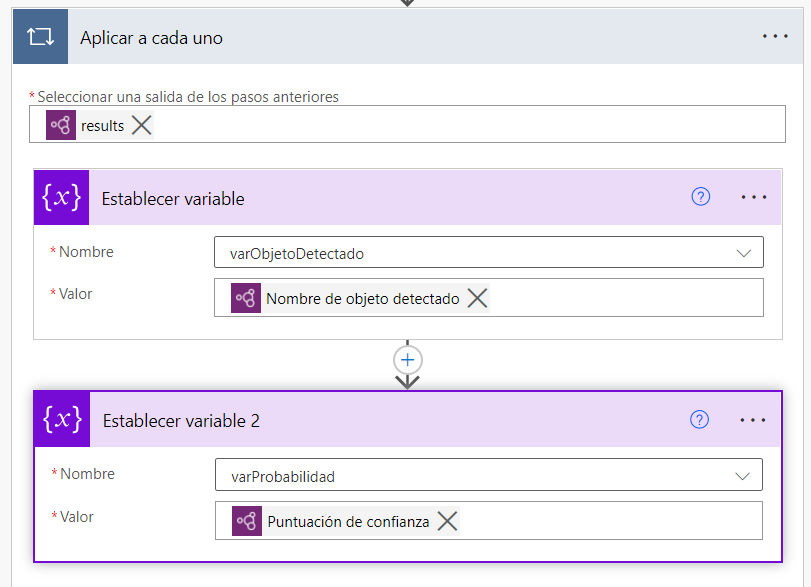 Aplicar a cada uno
* Seleccionar una salida de los pasos anteriores
results
{x} Establecer variable
* Nombre
varObjetoDetectado
* Valor
Nombre de objeto detectado
{x} Establecer variable 2
* Nombre
varProbabilidad
* Valor
Puntuación de confianza